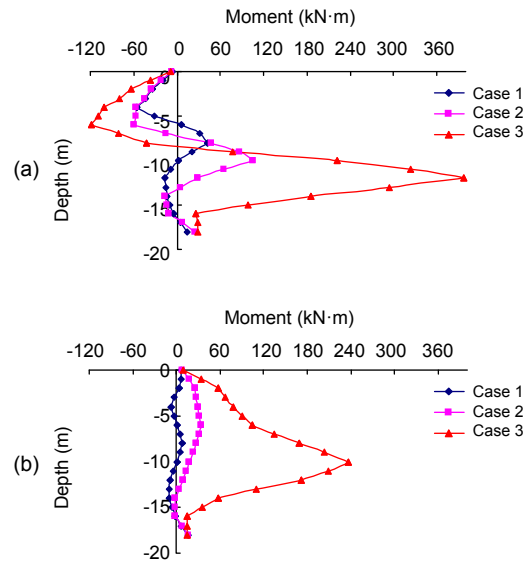 (a)
Moment (kN·m)
-120 -60 0 60 120 180 240 300 360
0
-5
-10
-15
-20
Depth (m)
Case 1
Case 2
Case 3
(b)
Moment (kN·m)
-120 -60 0 60 120 180 240 300 360
0
-5
-10
-15
-20
Depth (m)
Case 1
Case 2
Case 3